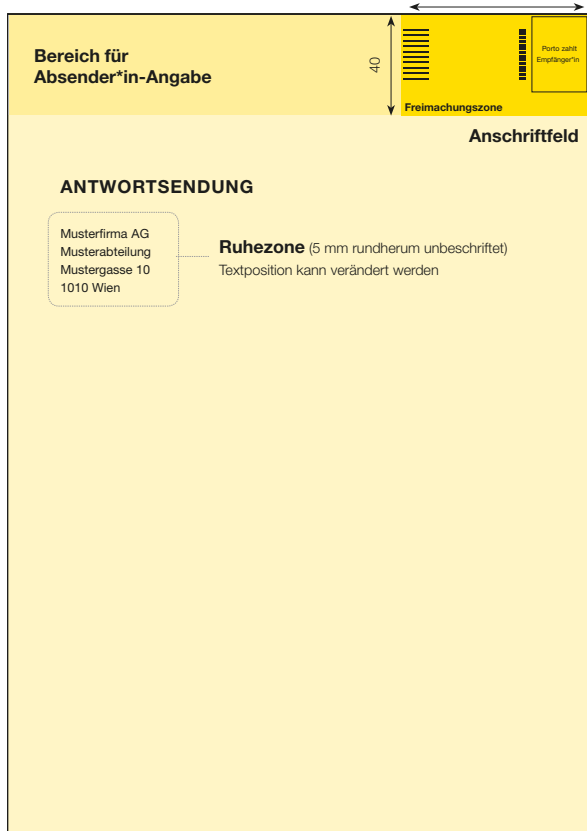 Bereich für
Absender*in-Angabe
40
Porto zahlt
Empfänger*in
Freimachungszone
Anschriftfeld
ANTWORTSENDUNG
Musterfirma AG
Musterabteilung
Mustergasse 10
1010 Wien
Ruhezone (5 mm rundherum unbeschriftet)
Textposition kann verändert werden